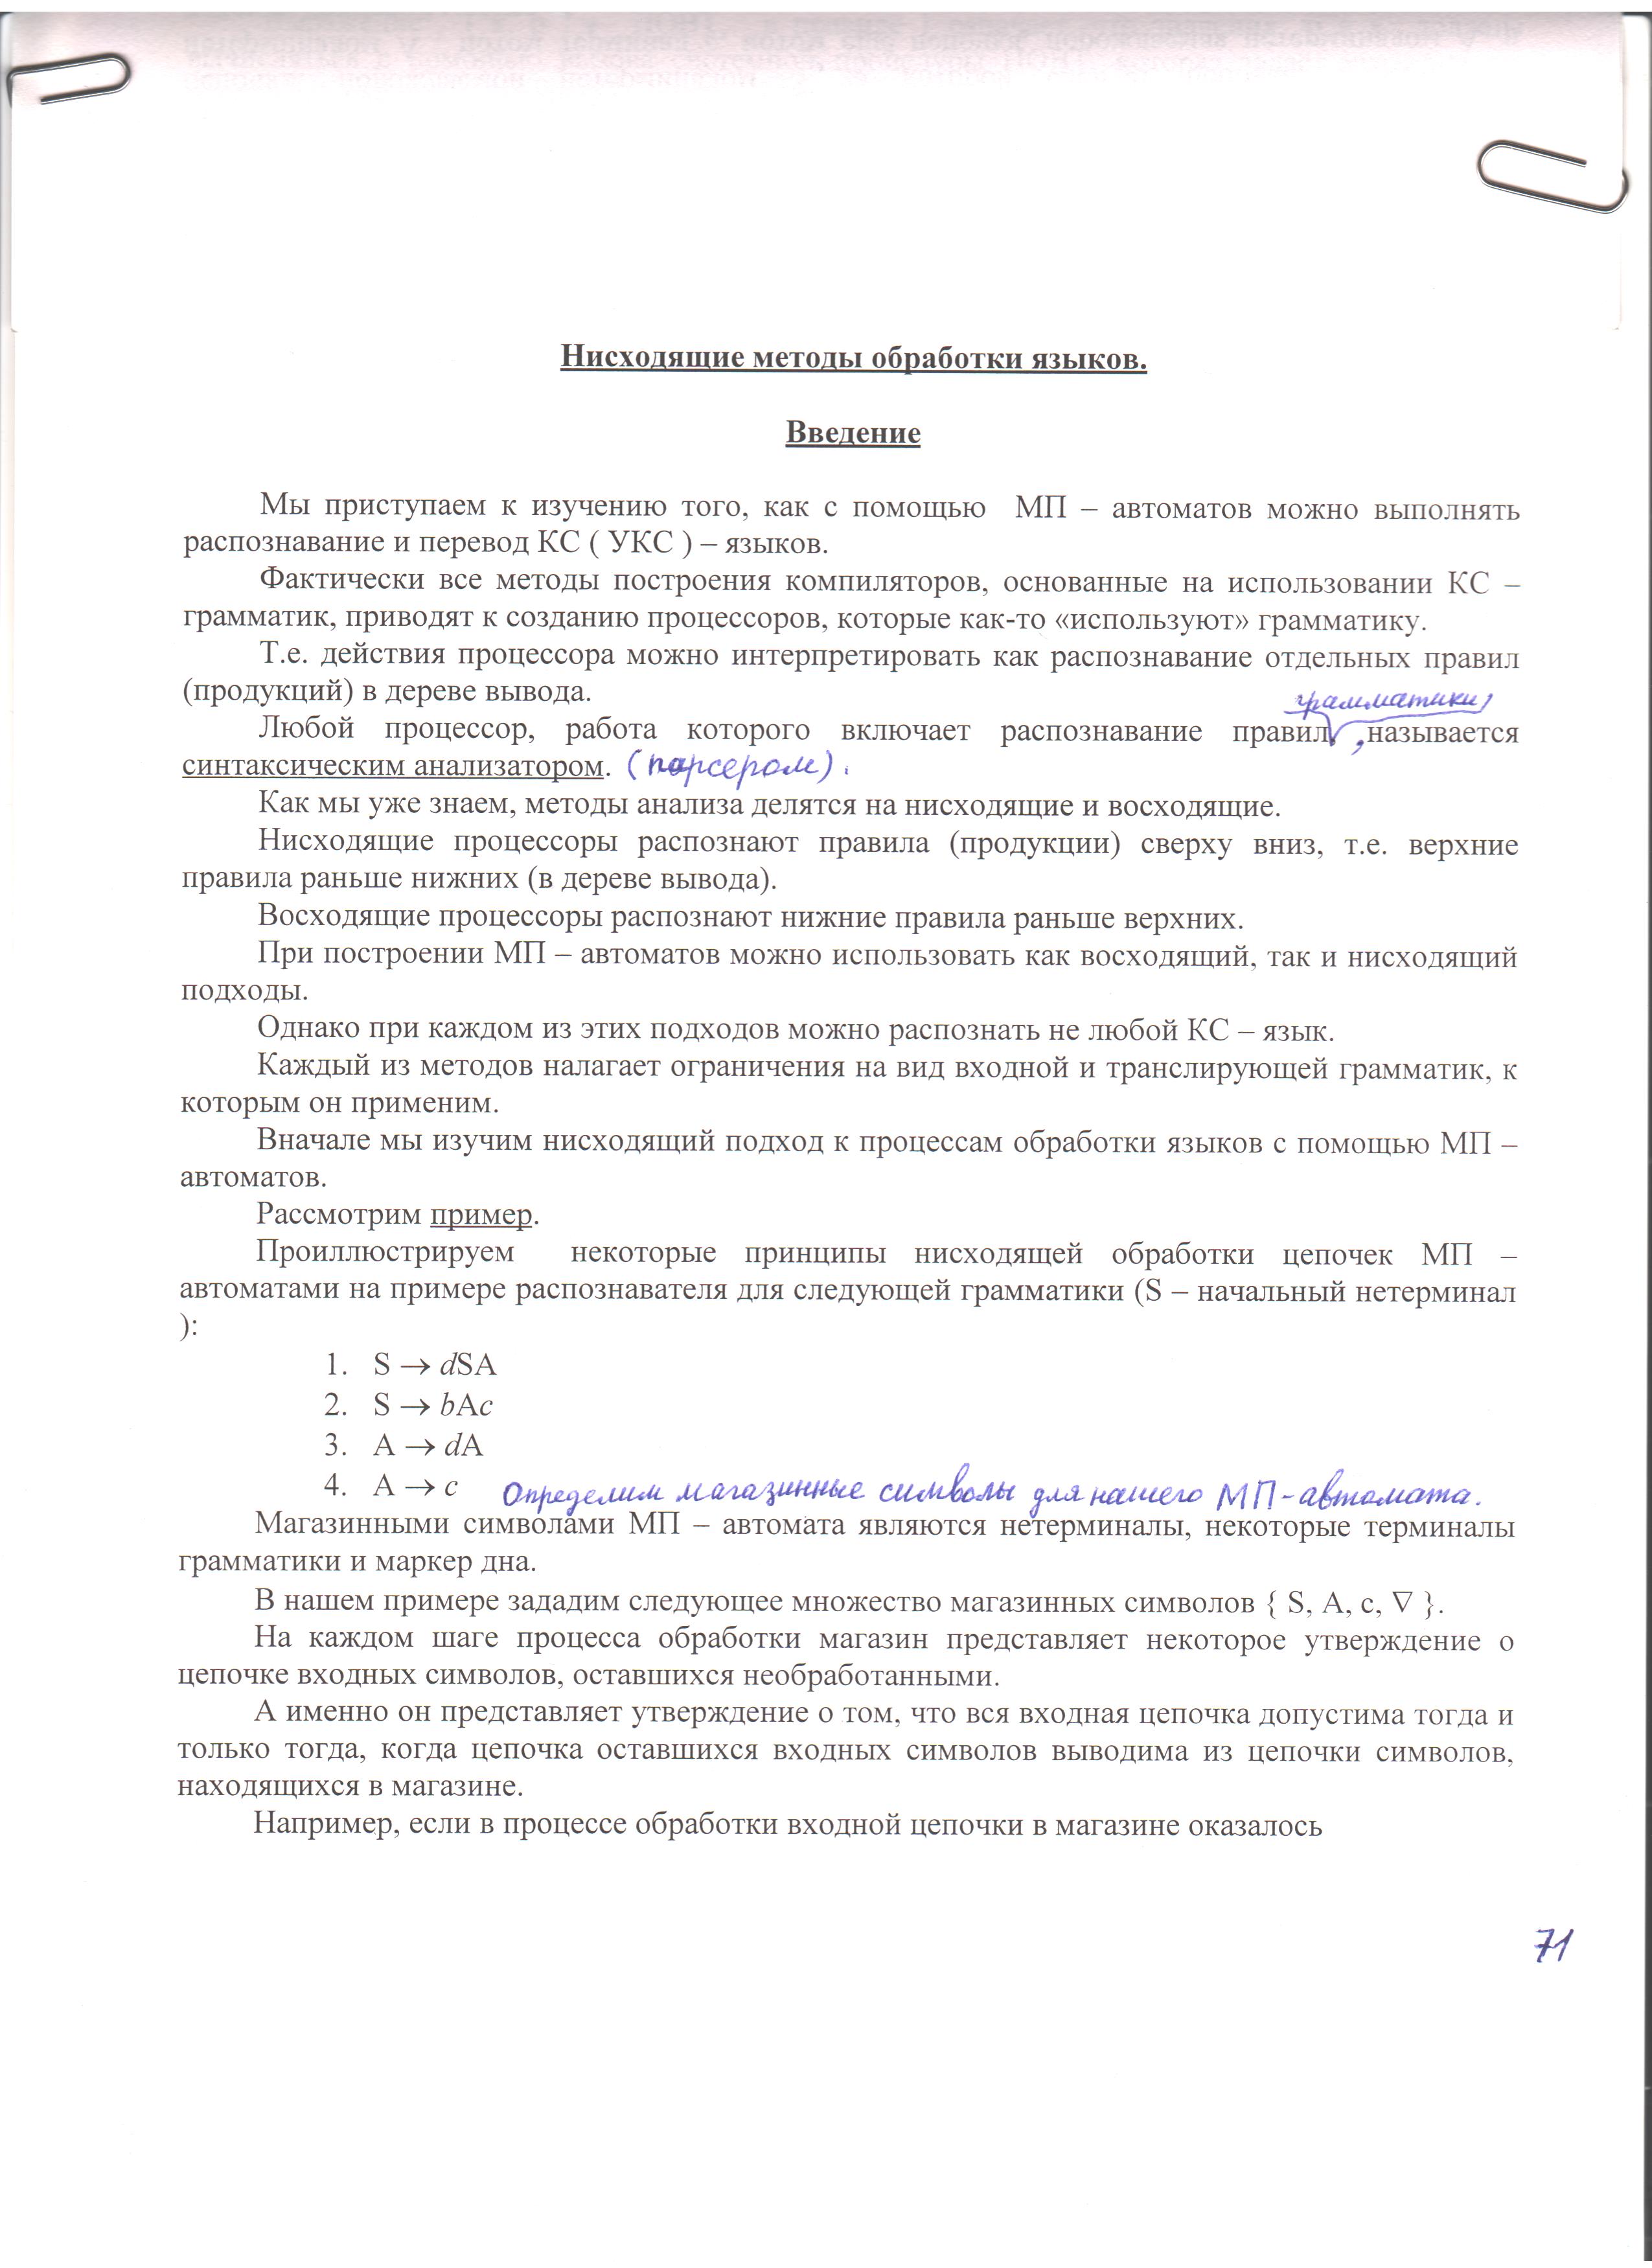 Нисходящие методы обработки языков.
Введение
Мы приступаем к изучению того, как с помощью МП – автоматов можно выполнять
распознавание и перевод КС ( УКС ) – языков.
Фактически все методы построения компиляторов, основанные на использовании КС –
грамматик, приводят к созданию процессоров, которые как-то «используют» грамматику.
Т.е. действия процессора можно интерпретировать как распознавание отдельных правил
(продукций) в дереве вывода.
грамматики,
Любой процессор, работа которого включает распознавание правил, называется
синтаксическим анализатором. (парсером).
Как мы уже знаем, методы анализа делятся на нисходящие и восходящие.
Нисходящие процессоры распознают правила (продукции) сверху вниз, т.е. верхние
правила раньше нижних (в дереве вывода).
Восходящие процессоры распознают нижние правила раньше верхних.
При построении МП – автоматов можно использовать как восходящий, так и нисходящий
подходы.
Однако при каждом из этих подходов можно распознать не любой КС – язык.
Каждый из методов налагает ограничения на вид входной и транслирующей грамматик, к
которым он применим.
Вначале мы изучим нисходящий подход к процессам обработки языков с помощью МП –
автоматов.
Рассмотрим пример.
Проиллюстрируем некоторые принципы нисходящей обработки цепочек МП –
автоматами на примере распознавателя для следующей грамматики (S – начальный нетерминал
):
1. S → dSA
2. S → bAc
3. A → dA
4. A → c Определим магазинные символы для нашего МП-автомата.
Магазинными символами МП – автомата являются нетерминалы, некоторые терминалы
грамматики и маркер дна.
В нашем примере зададим следующее множество магазинных символов { S, A, c, ∇ }.
На каждом шаге процесса обработки магазин представляет некоторое утверждение о
цепочке входных символов, оставшихся необработанными.
А именно он представляет утверждение о том, что вся входная цепочка допустима тогда и
только тогда, когда цепочка оставшихся входных символов выводима из цепочки символов,
находящихся в магазине.
Например, если в процессе обработки входной цепочки в магазине оказалось
71